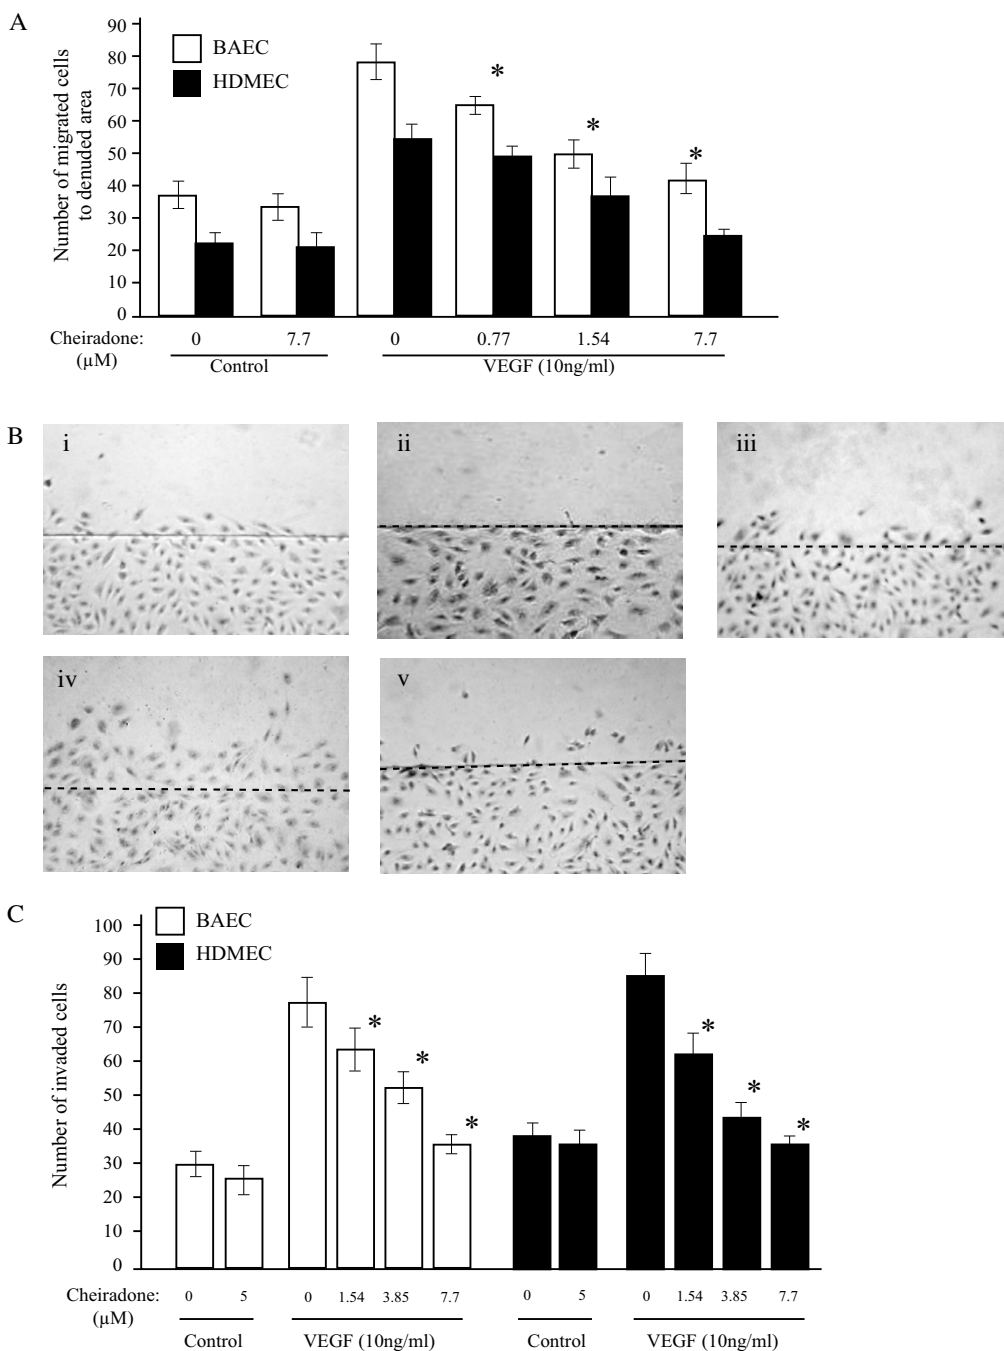 A
90
80
70
60
50
40
30
20
10
0
Number of migrated cells
to denuded area
BAEC
HDMEC
*
*
*
Cheiradone: 0 7.7 0 0.77 1.54 7.7
(µM)
Control VEGF (10ng/ml)
B
i ii iii
iv v
C
100
90
80
70
60
50
40
30
20
10
0
Number of invaded cells
BAEC
HDMEC
* * *
* * *
Cheiradone: 0 5 0 1.54 3.85 7.7 0 5 0 1.54 3.85 7.7
(µM)
Control VEGF (10ng/ml) Control VEGF (10ng/ml)